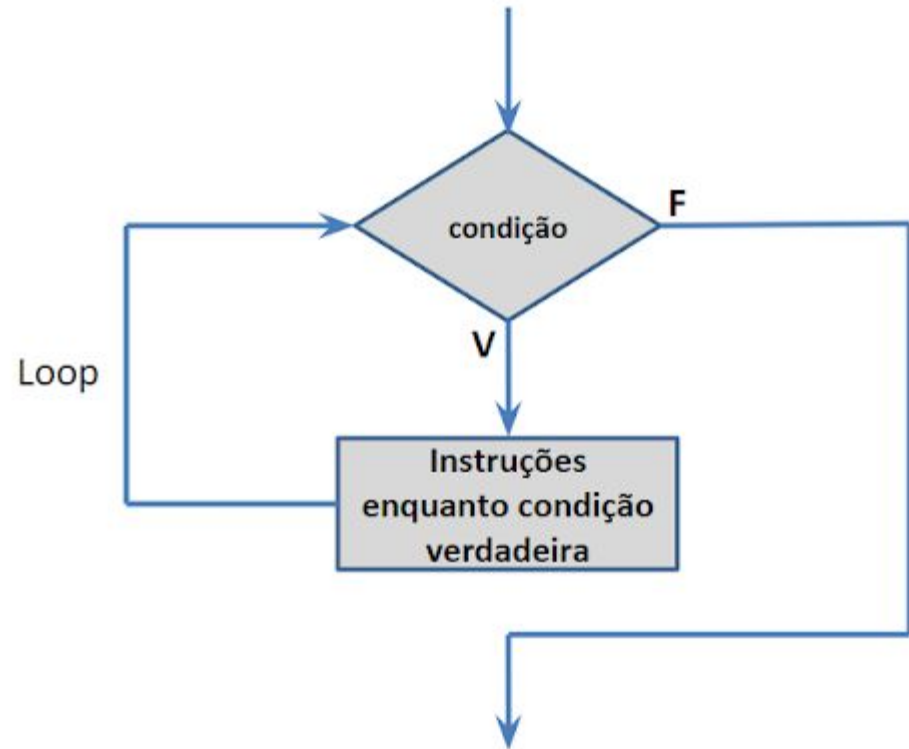 condição
F
V
Loop
Instruções
enquanto condição
verdadeira